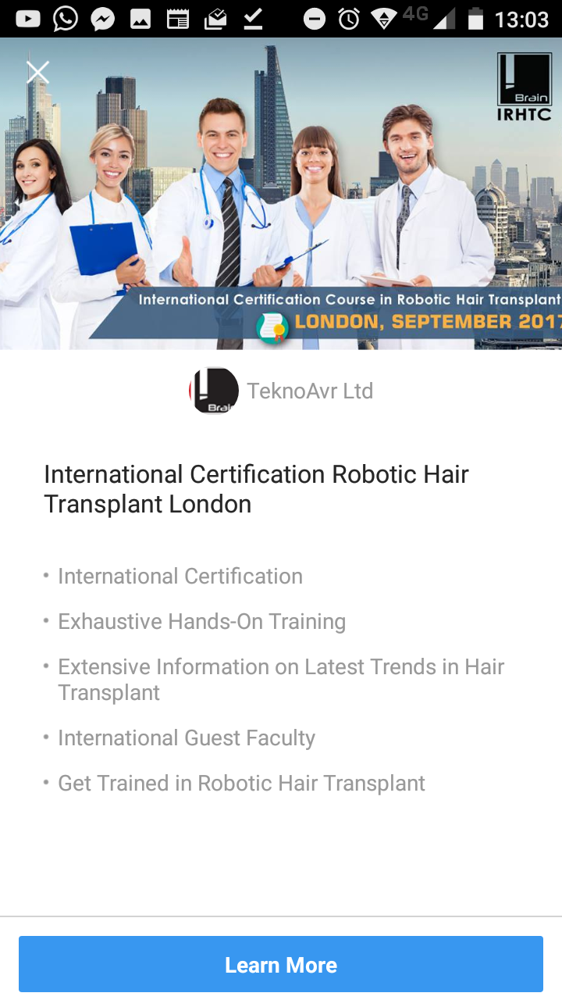 4G
13:03
Brain
IRHTC
International Certification Course in Robotic Hair Transplant
LONDON, SEPTEMBER 2017
Brai
TeknoAvr Ltd
International Certification Robotic Hair
Transplant London
• International Certification
• Exhaustive Hands-On Training
• Extensive Information on Latest Trends in Hair
Transplant
• International Guest Faculty
• Get Trained in Robotic Hair Transplant
Learn More